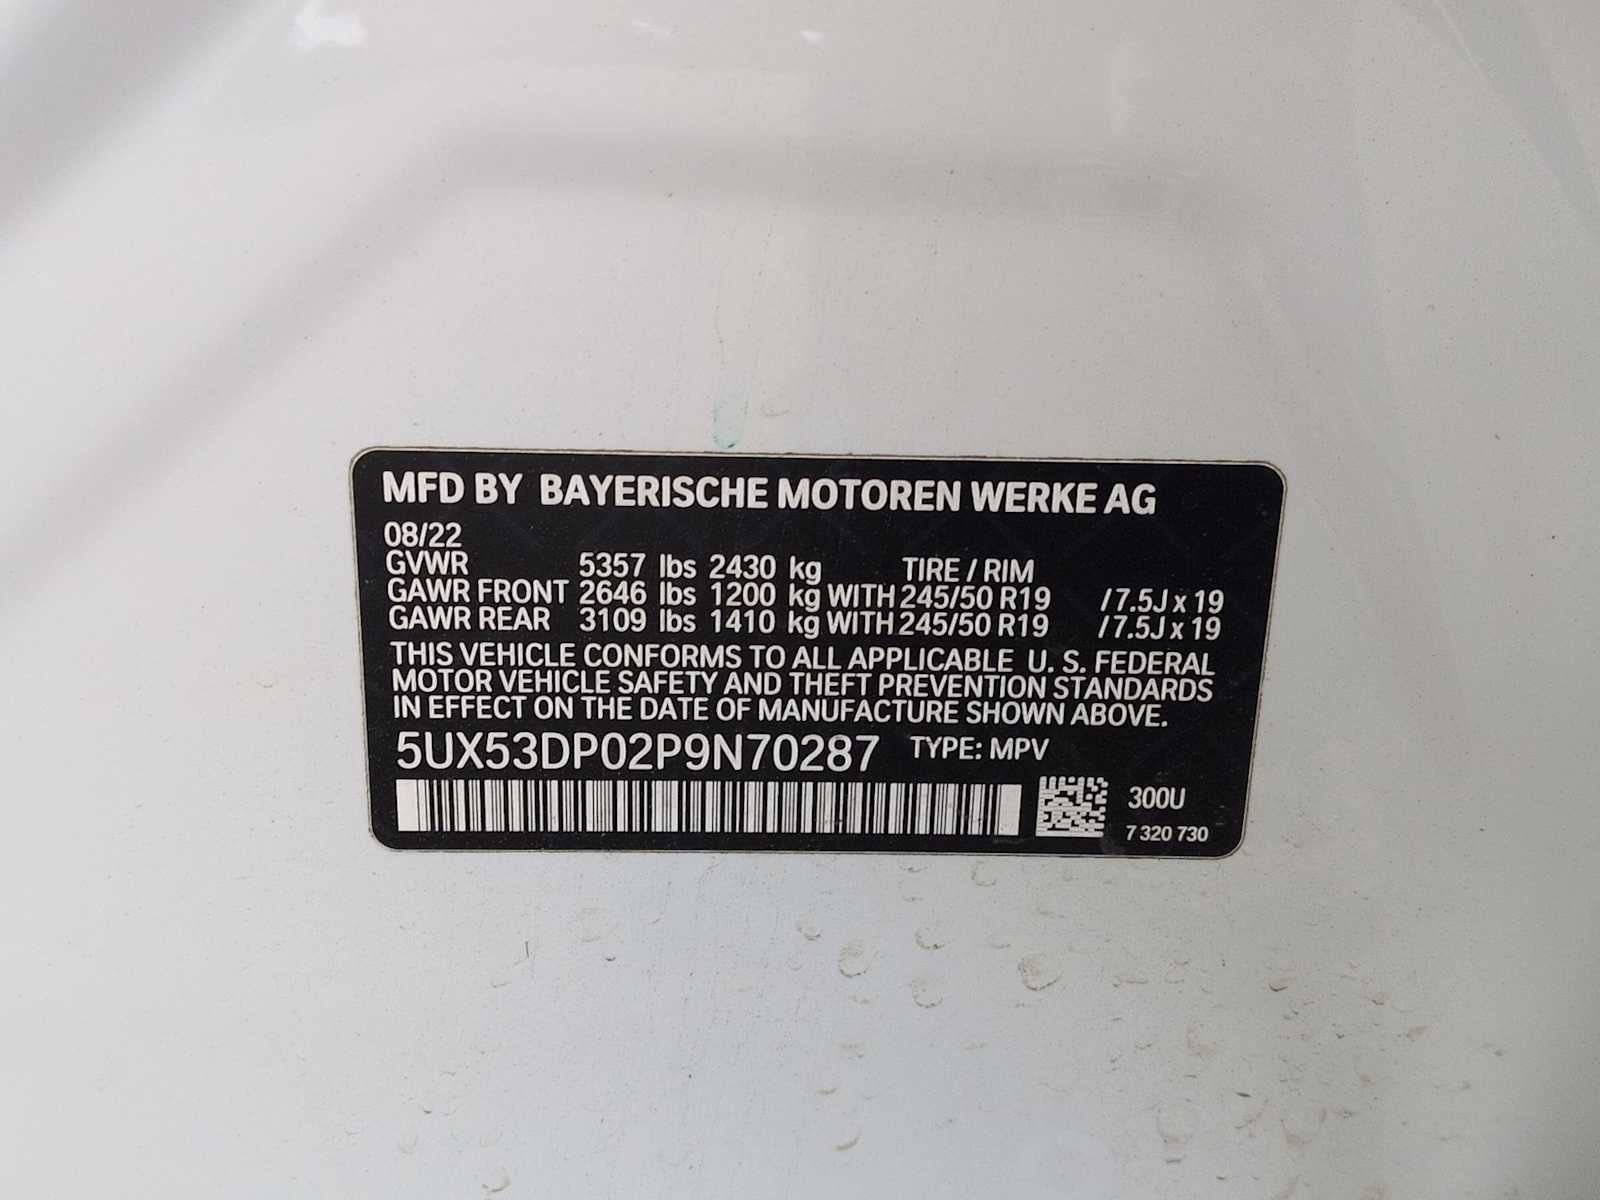 MFD BY BAYERISCHE MOTOREN WERKE AG
08/22
GVWR 5357 lbs 2430 kg TIRE / RIM
GAWR FRONT 2646 lbs 1200 kg WITH 245/50 R19 / 7.5J x 19
GAWR REAR 3109 lbs 1410 kg WITH 245/50 R19 / 7.5J x 19
THIS VEHICLE CONFORMS TO ALL APPLICABLE U. S. FEDERAL
MOTOR VEHICLE SAFETY AND THEFT PREVENTION STANDARDS
IN EFFECT ON THE DATE OF MANUFACTURE SHOWN ABOVE.
5UX53DP02P9N70287 TYPE: MPV
300U
7 320 730